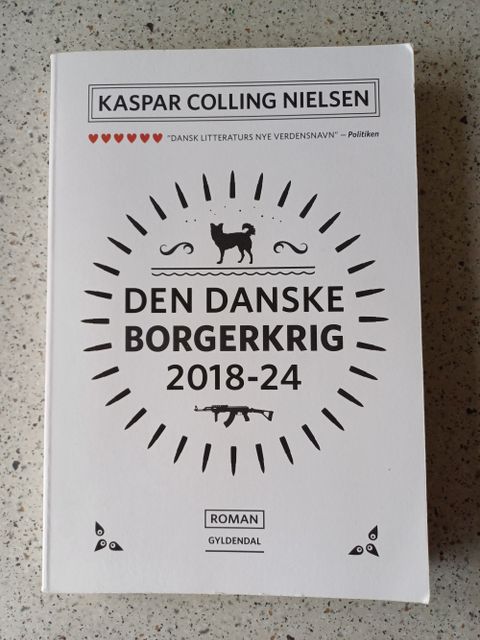 KASPAR COLLING NIELSEN
"DANSK LITTERATURS NYE VERDENSNAVN" – Politiken
DEN DANSKE
BORGERKRIG
2018-24
ROMAN
GYLDENDAL